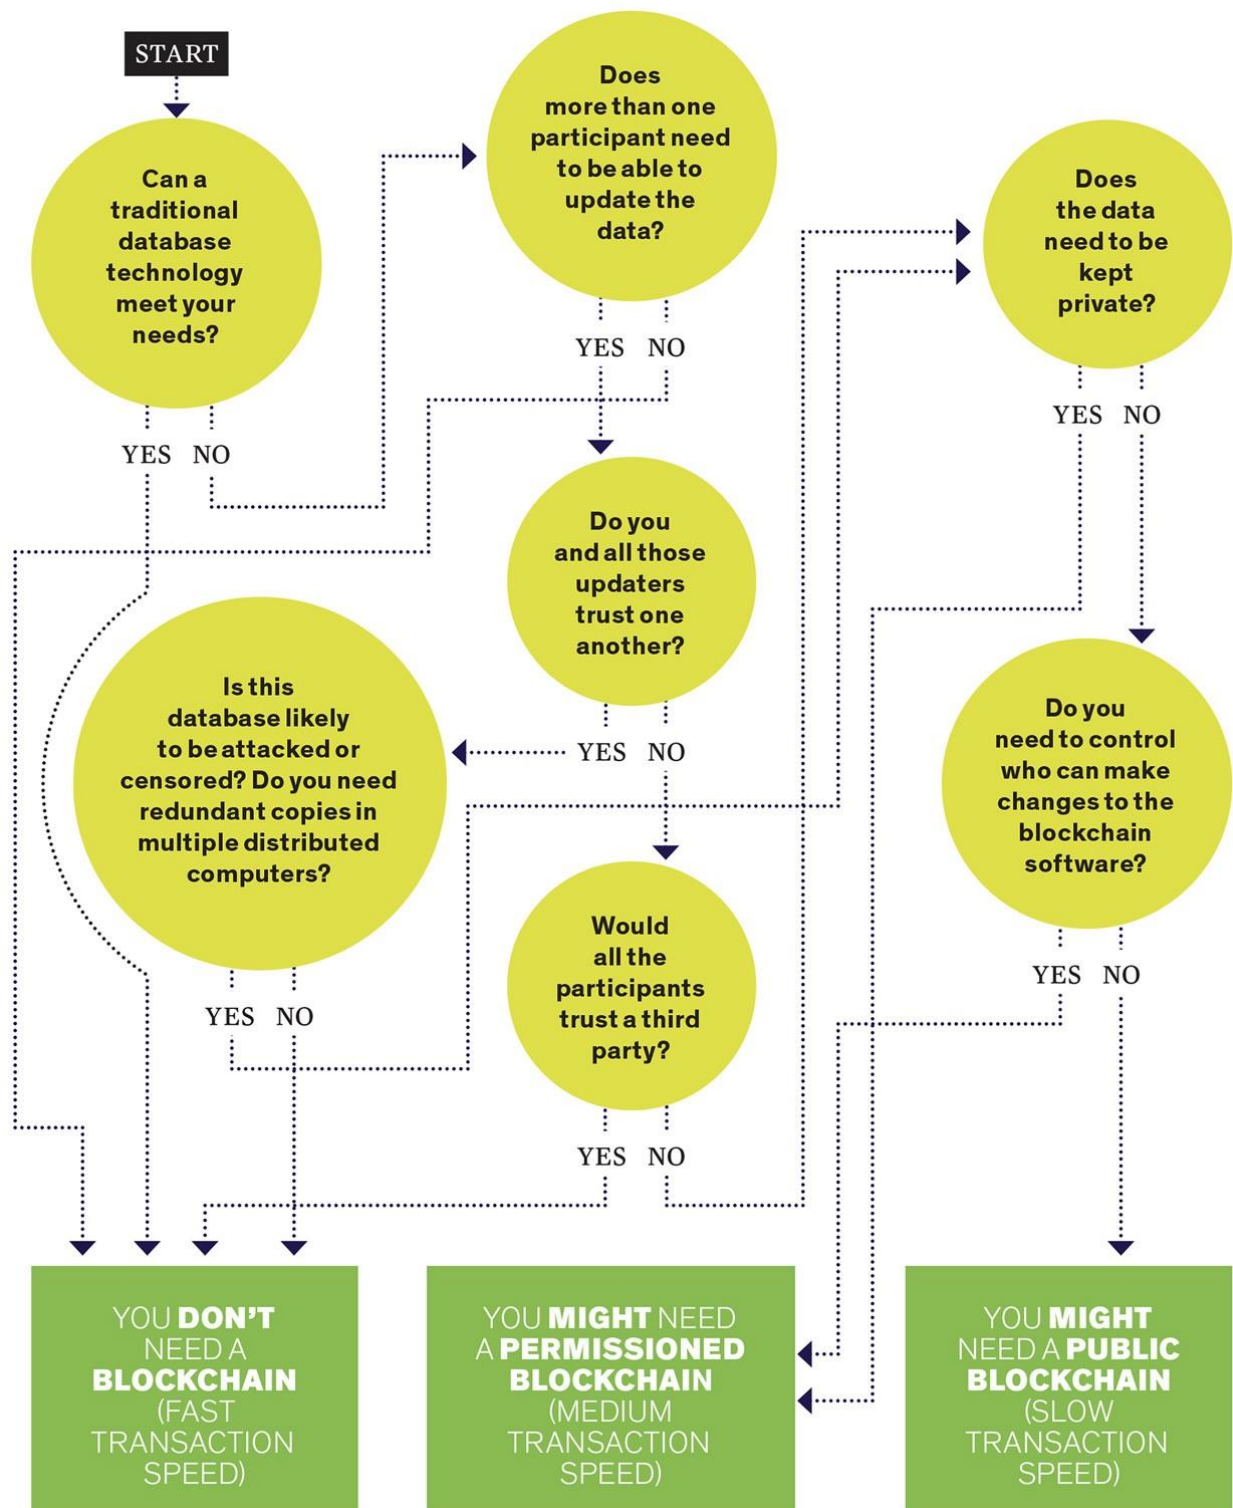 START
Can a
traditional
database
technology
meet your
needs?
YES NO
Does
more than one
participant need
to be able to
update the
data?
YES NO
Do you
and all those
updaters
trust one
another?
YES NO
Is this
database likely
to be attacked or
censored? Do you need
redundant copies in
multiple distributed
computers?
YES NO
Would
all the
participants
trust a third
party?
YES NO
Does
the data
need to be
kept
private?
YES NO
Do you
need to control
who can make
changes to the
blockchain
software?
YES NO
YOU DON'T
NEED A
BLOCKCHAIN
(FAST
TRANSACTION
SPEED)
YOU MIGHT NEED
A PERMISSIONED
BLOCKCHAIN
(MEDIUM
TRANSACTION
SPEED)
YOU MIGHT
NEED A PUBLIC
BLOCKCHAIN
(SLOW
TRANSACTION
SPEED)